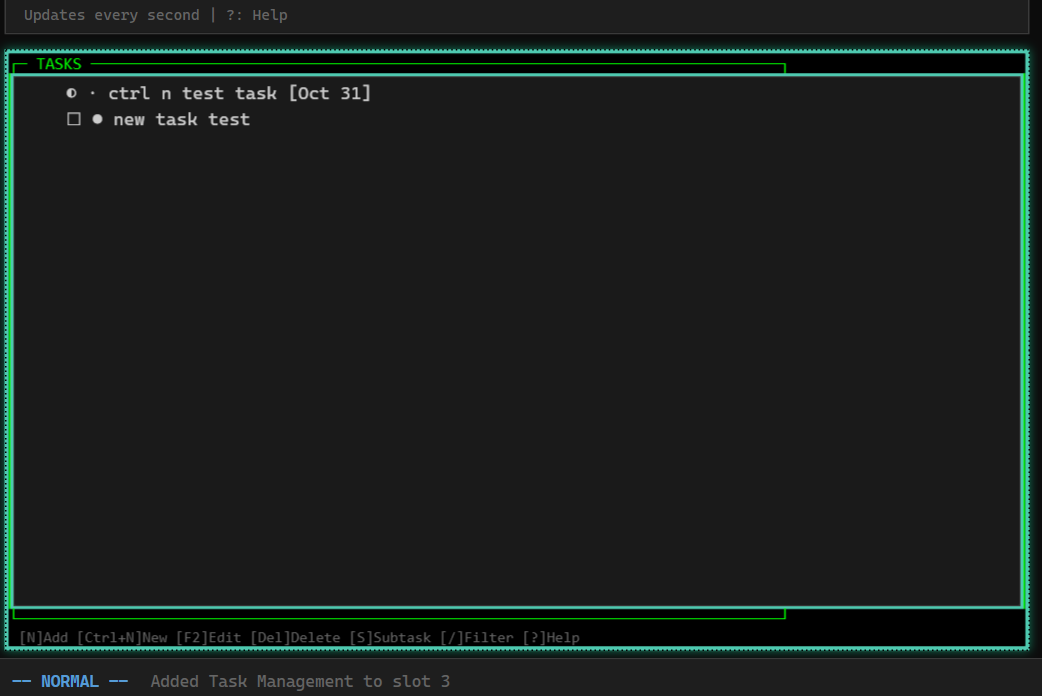 Updates every second | ?: Help
TASKS
◐ · ctrl n test task [Oct 31]
☐ ● new task test
[N]Add [Ctrl+N]New [F2]Edit [Del]Delete [S]Subtask [/]Filter [?]Help
—— NORMAL —— Added Task Management to slot 3